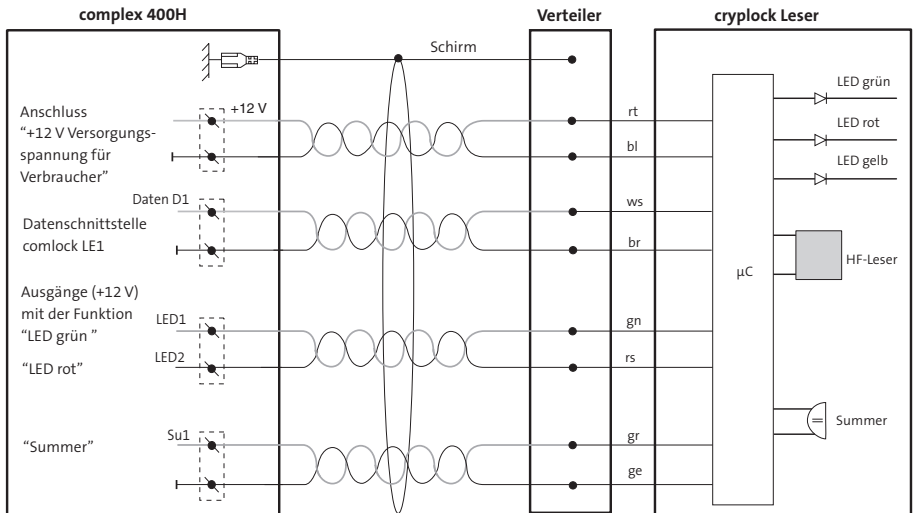 complex 400H
Verteiler
cryplock Leser
Schirm
Anschluss
“+12 V Versorgungs-
spannung für
Verbraucher”
+12 V
rt
bl
LED grün
LED rot
LED gelb
Daten D1
Datenschnittstelle
comlock LE1
ws
br
µC
HF-Leser
Ausgänge (+12 V)
mit der Funktion
“LED grün ”
LED1
gn
“LED rot”
LED2
rs
“Summer”
Su1
gr
ge
Summer